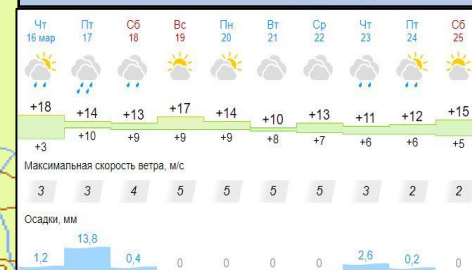 Чт Пт Сб Вс Пн Вт Ср Чт Пт Сб
16 мар 17 18 19 20 21 22 23 24 25
+18 +14 +13 +17 +14 +10 +13 +11 +12 +15
+3 +10 +9 +9 +9 +8 +7 +6 +6 +5
Максимальная скорость ветра, м/с
3 3 4 5 5 5 5 3 2 2
Осадки, мм
1,2 13,8 0,4 0 0 0 0 2,6 0,2 0